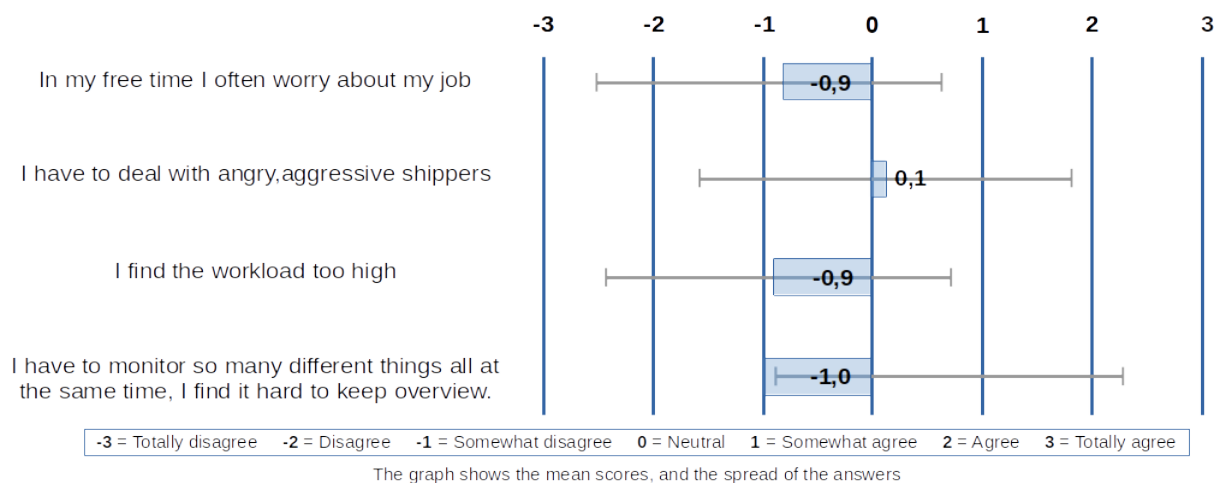 -3 -2 -1 0 1 2 3
In my free time I often worry about my job
-0,9
I have to deal with angry,aggressive shippers
0,1
I find the workload too high
-0,9
I have to monitor so many different things all at
the same time, I find it hard to keep overview.
-1,0
-3 = Totally disagree -2 = Disagree -1 = Somewhat disagree 0 = Neutral 1 = Somewhat agree 2 = Agree 3 = Totally agree
The graph shows the mean scores, and the spread of the answers